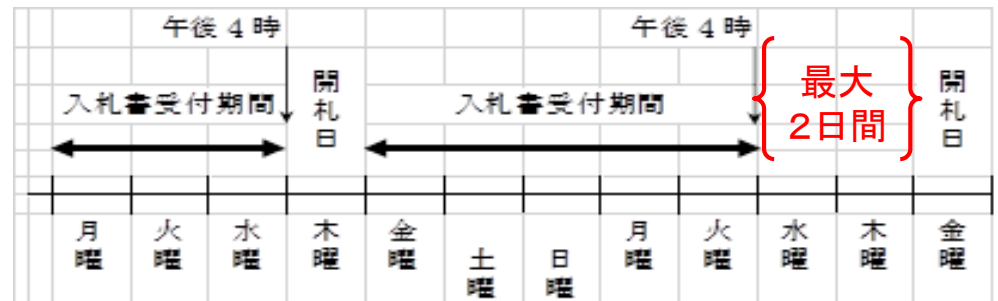 午後4時
午後4時
入札書受付期間
開札日
入札書受付期間
最大
2日間
開札日
月曜
火曜
水曜
木曜
金曜
土曜
日曜
月曜
火曜
水曜
木曜
金曜